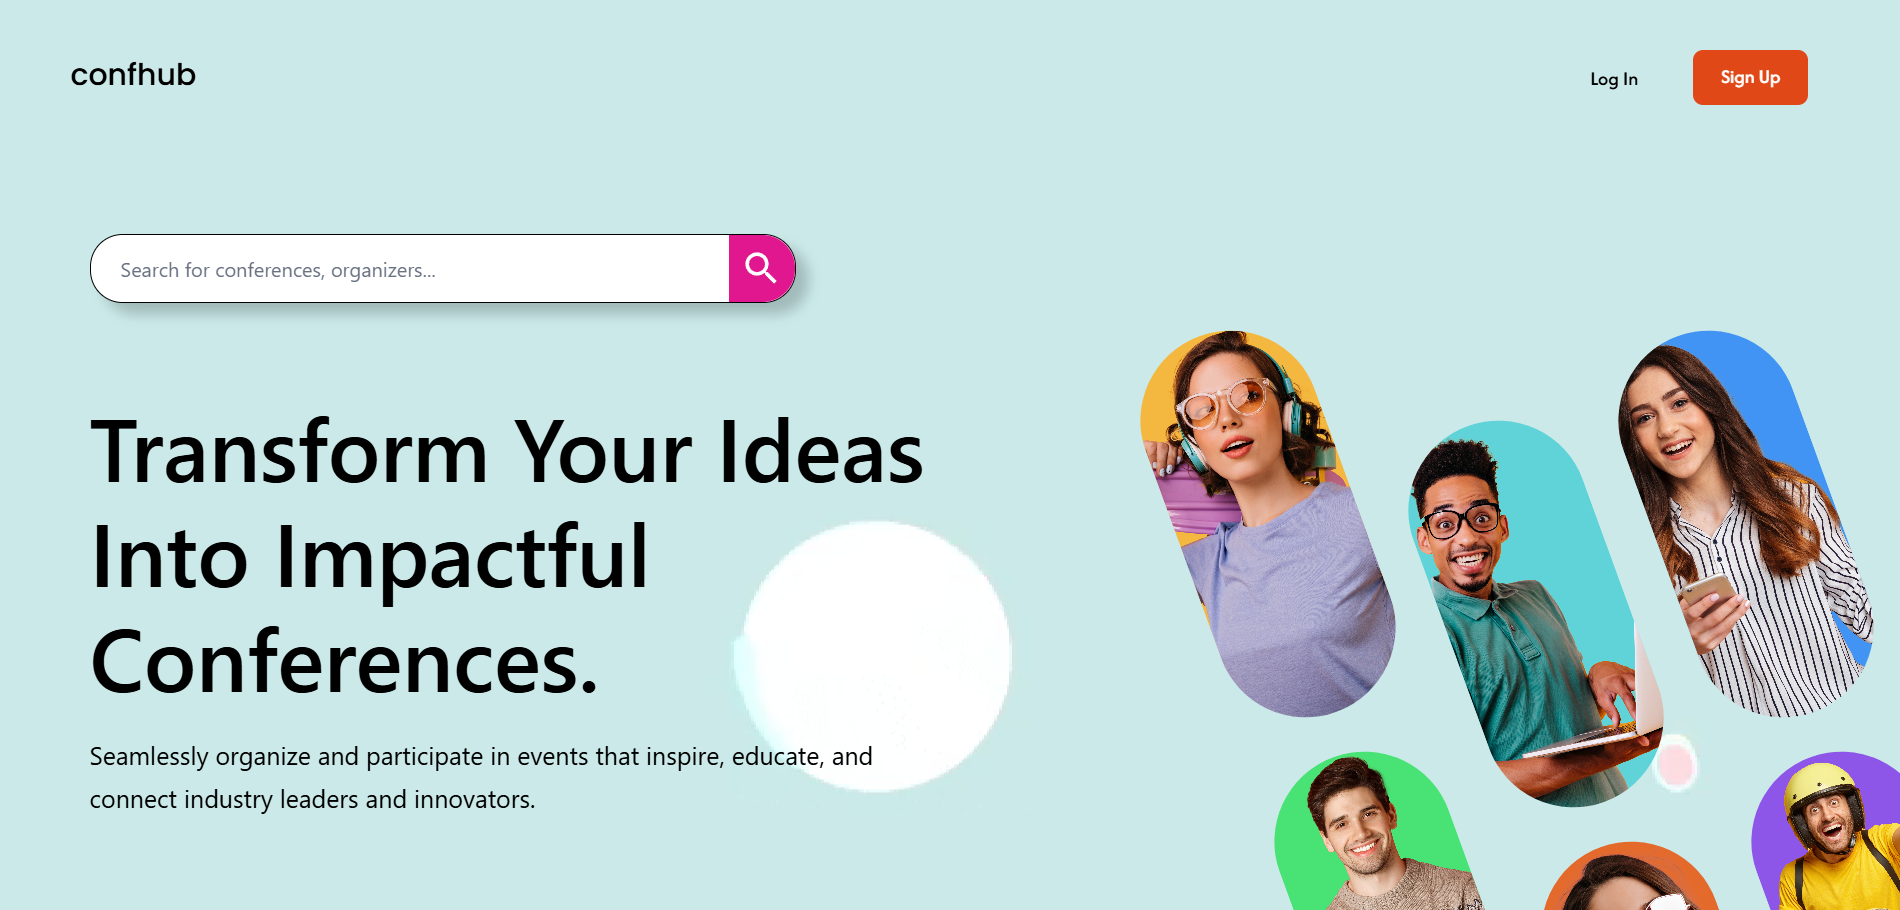 confhub
Log In
Sign Up
Search for conferences, organizers...
Transform Your Ideas
Into Impactful
Conferences.
Seamlessly organize and participate in events that inspire, educate, and
connect industry leaders and innovators.